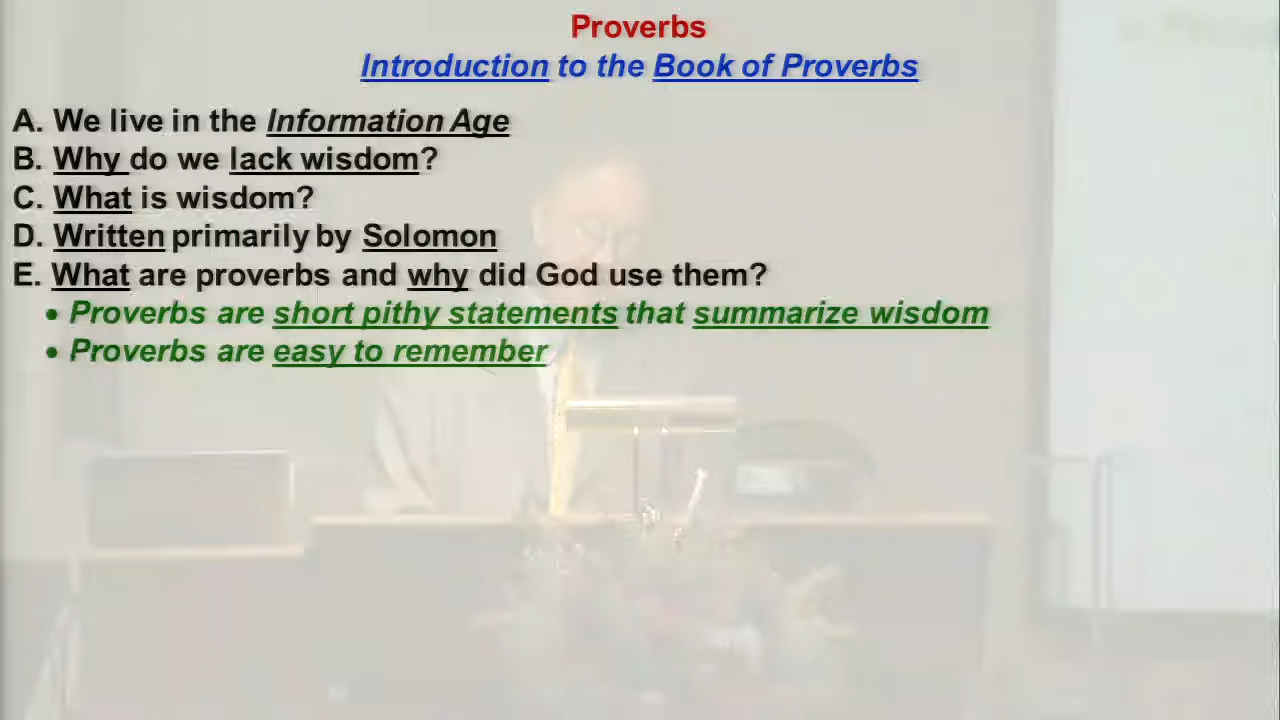 Proverbs
Introduction to the Book of Proverbs
A. We live in the Information Age
B. Why do we lack wisdom?
C. What is wisdom?
D. Written primarily by Solomon
E. What are proverbs and why did God use them?
• Proverbs are short pithy statements that summarize wisdom
• Proverbs are easy to remember